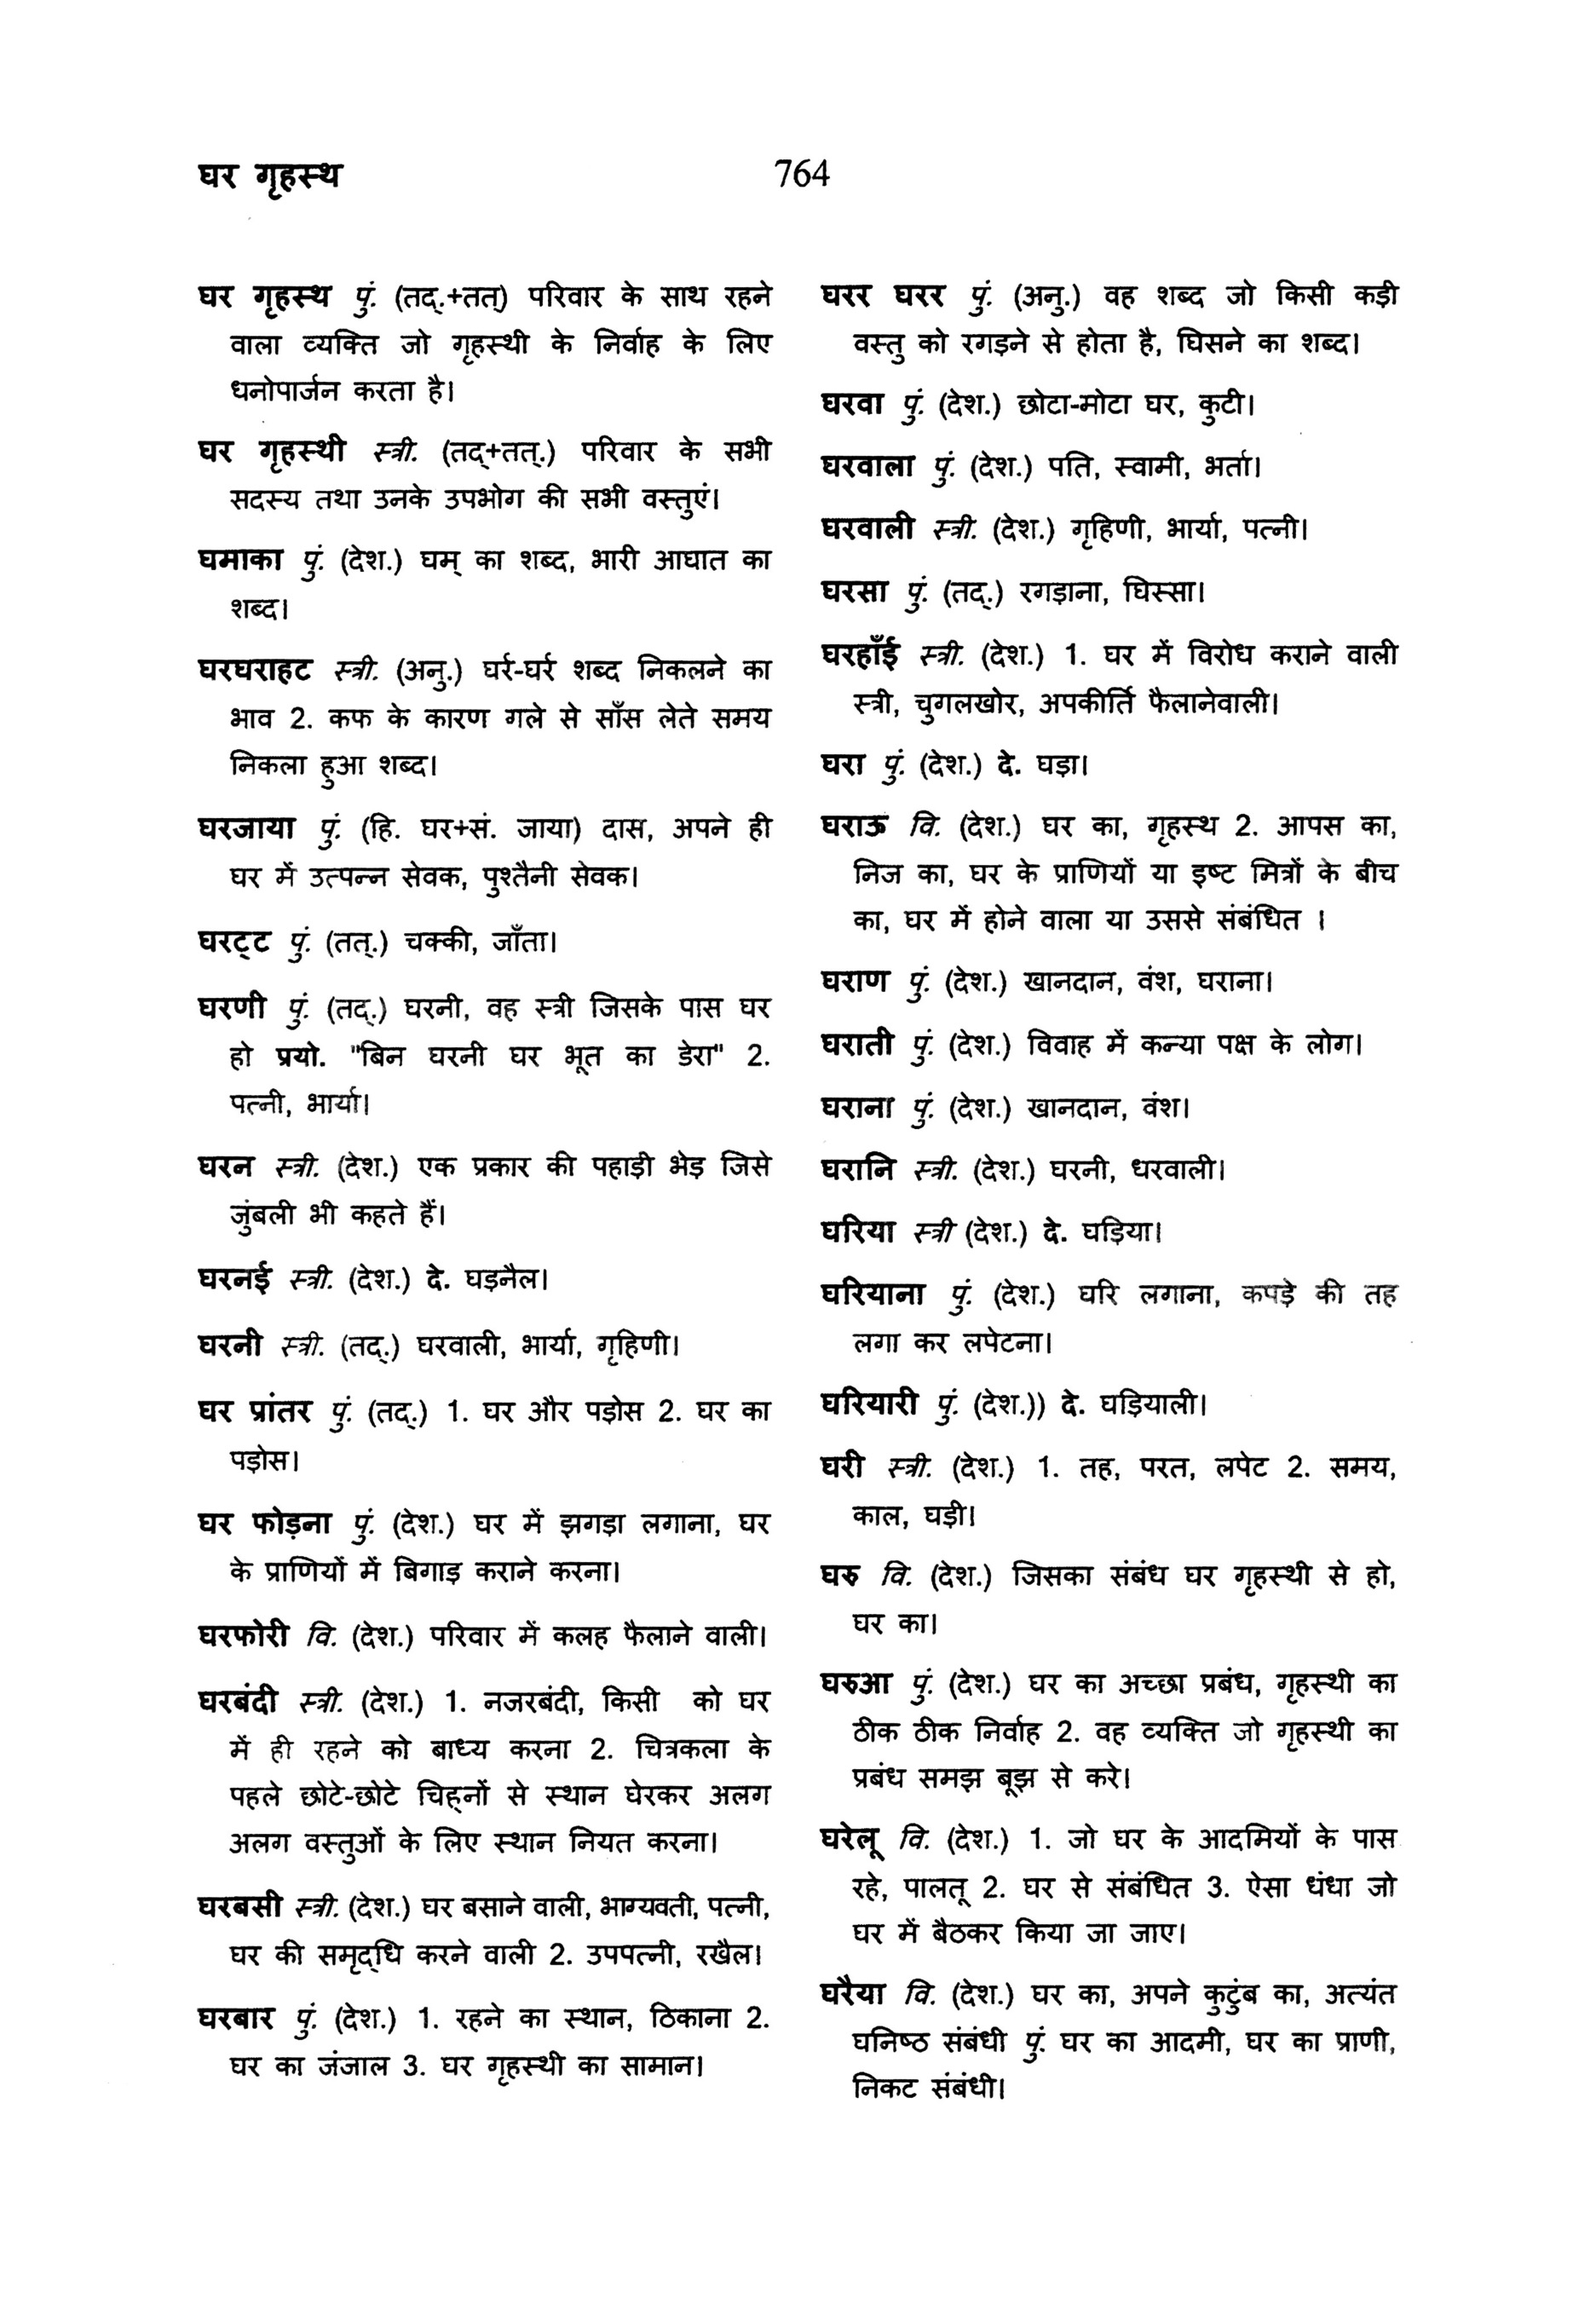 घर गृहस्थ
764
घर गृहस्थ पुं. (तद्.+तत्) परिवार के साथ रहने
वाला व्यक्ति जो गृहस्थी के निर्वाह के लिए
धनोपार्जन करता है।
घर गृहस्थी स्त्री. (तद्+तत्.) परिवार के सभी
सदस्य तथा उनके उपभोग की सभी वस्तुएं।
घमाका पुं. (देश.) घम् का शब्द, भारी आघात का
शब्द।
घरघराहट स्त्री. (अनु.) घर्र-घर्र शब्द निकलने का
भाव 2. कफ के कारण गले से साँस लेते समय
निकला हुआ शब्द।
घरजाया पुं. (हि. घर+सं. जाया) दास, अपने ही
घर में उत्पन्न सेवक, पुश्तैनी सेवक।
घरट्ट पुं. (तत्.) चक्की, जाँता।
घरणी पुं. (तद्.) घरनी, वह स्त्री जिसके पास घर
हो प्रयो. "बिन घरनी घर भूत का डेरा" 2.
पत्नी, भार्या।
घरन स्त्री. (देश.) एक प्रकार की पहाड़ी भेड़ जिसे
जुंबली भी कहते हैं।
घरनई स्त्री. (देश.) दे. घड़नैल।
घरनी स्त्री. (तद्.) घरवाली, भार्या, गृहिणी।
घर प्रांतर पुं. (तद्.) 1. घर और पड़ोस 2. घर का
पड़ोस।
घर फोड़ना पुं. (देश.) घर में झगड़ा लगाना, घर
के प्राणियों में बिगाड़ कराने करना।
घरफोरी वि. (देश.) परिवार में कलह फैलाने वाली।
घरबंदी स्त्री. (देश.) 1. नजरबंदी, किसी को घर
में ही रहने को बाध्य करना 2. चित्रकला के
पहले छोटे-छोटे चिह्नों से स्थान घेरकर अलग
अलग वस्तुओं के लिए स्थान नियत करना।
घरबसी स्त्री. (देश.) घर बसाने वाली, भाग्यवती, पत्नी,
घर की समृद्धि करने वाली 2. उपपत्नी, रखैल।
घरबार पुं. (देश.) 1. रहने का स्थान, ठिकाना 2.
घर का जंजाल 3. घर गृहस्थी का सामान।
घरर घरर पुं. (अनु.) वह शब्द जो किसी कड़ी
वस्तु को रगड़ने से होता है, घिसने का शब्द।
घरवा पुं. (देश.) छोटा-मोटा घर, कुटी।
घरवाला पुं. (देश.) पति, स्वामी, भर्ता।
घरवाली स्त्री. (देश.) गृहिणी, भार्या, पत्नी।
घरसा पुं. (तद्.) रगड़ाना, घिस्सा।
घरहाँई स्त्री. (देश.) 1. घर में विरोध कराने वाली
स्त्री, चुगलखोर, अपकीर्ति फैलानेवाली।
घरा पुं. (देश.) दे. घड़ा।
घराऊ वि. (देश.) घर का, गृहस्थ 2. आपस का,
निज का, घर के प्राणियों या इष्ट मित्रों के बीच
का, घर में होने वाला या उससे संबंधित ।
घराण पुं. (देश.) खानदान, वंश, घराना।
घराती पुं. (देश.) विवाह में कन्या पक्ष के लोग।
घराना पुं. (देश.) खानदान, वंश।
घरानि स्त्री. (देश.) घरनी, धरवाली।
घरिया स्त्री (देश.) दे. घड़िया।
घरियाना पुं. (देश.) घरि लगाना, कपड़े की तह
लगा कर लपेटना।
घरियारी पुं. (देश.)) दे. घड़ियाली।
घरी स्त्री. (देश.) 1. तह, परत, लपेट 2. समय,
काल, घड़ी।
घरु वि. (देश.) जिसका संबंध घर गृहस्थी से हो,
घर का।
घरुआ पुं. (देश.) घर का अच्छा प्रबंध, गृहस्थी का
ठीक ठीक निर्वाह 2. वह व्यक्ति जो गृहस्थी का
प्रबंध समझ बूझ से करे।
घरेलू वि. (देश.) 1. जो घर के आदमियों के पास
रहे, पालतू 2. घर से संबंधित 3. ऐसा धंधा जो
घर में बैठकर किया जा जाए।
घरैया वि. (देश.) घर का, अपने कुटुंब का, अत्यंत
घनिष्ठ संबंधी पुं. घर का आदमी, घर का प्राणी,
निकट संबंधी।